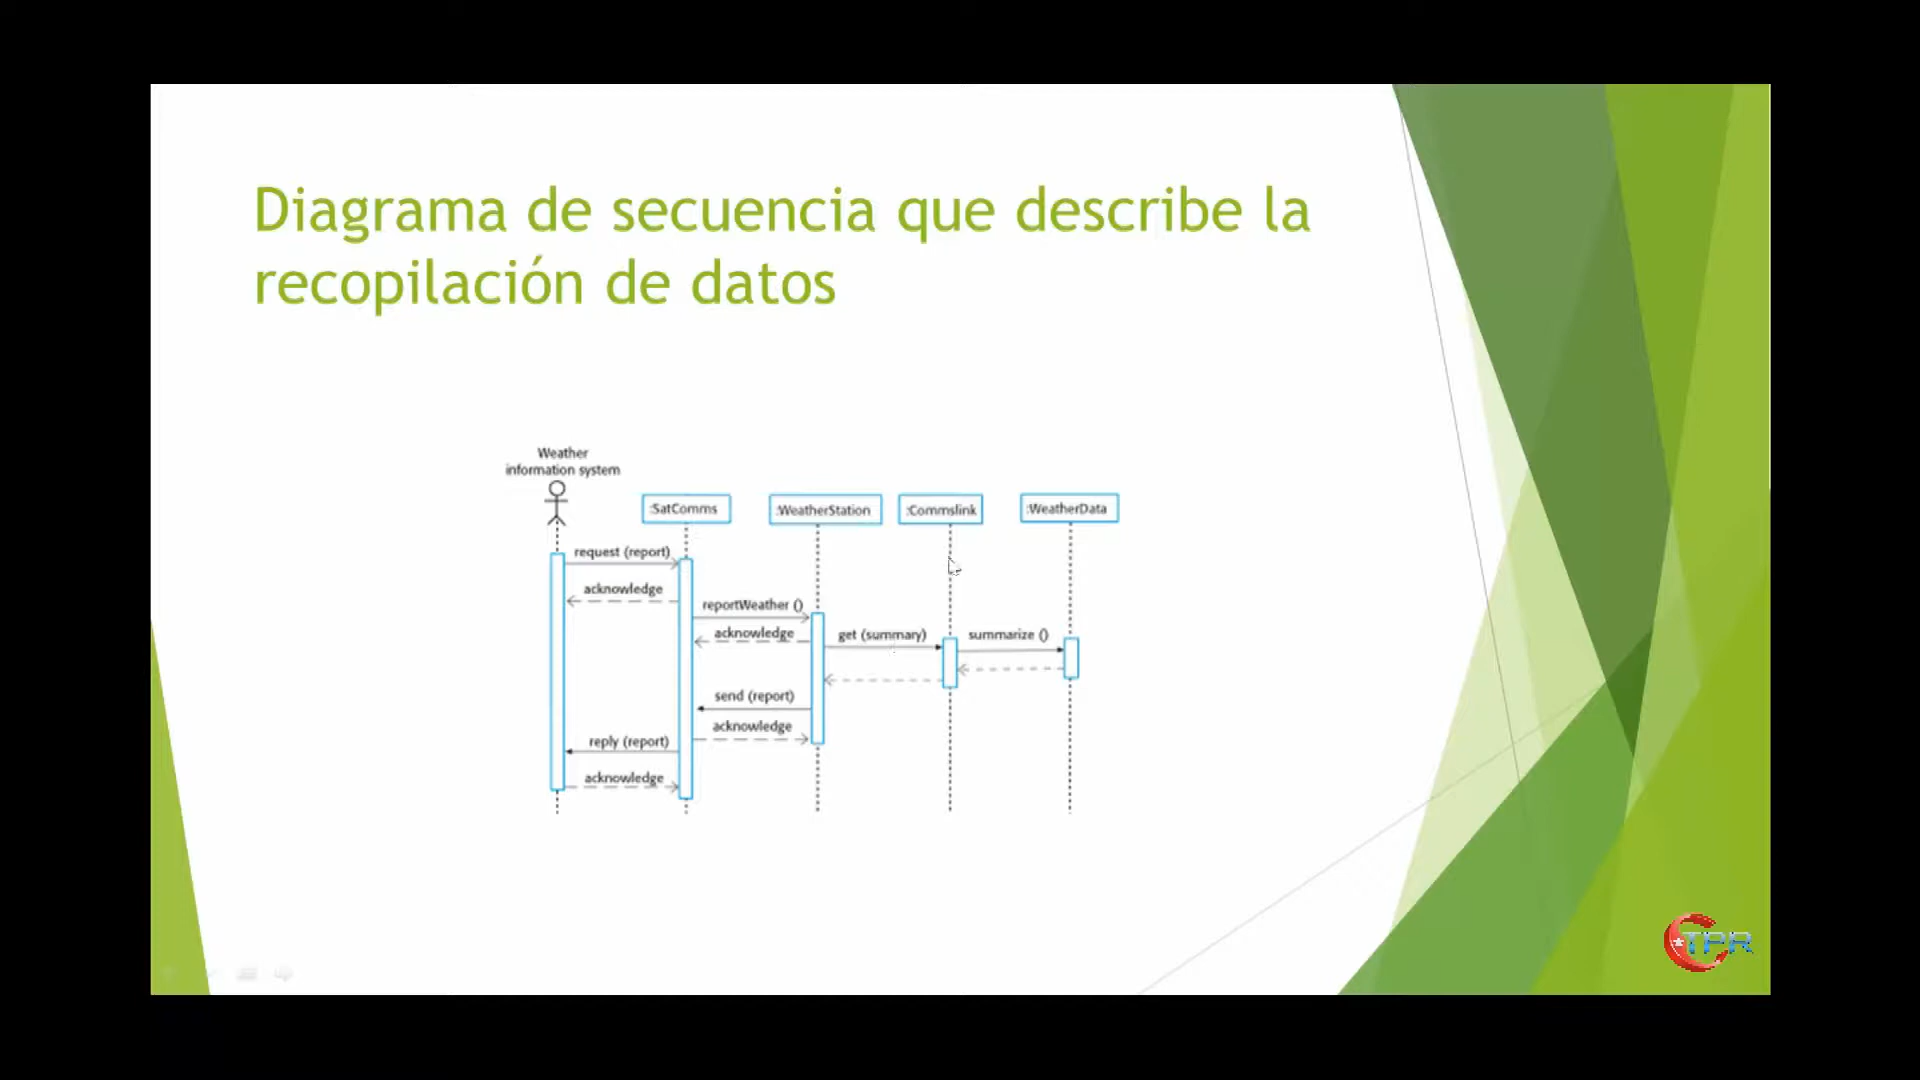 Diagrama de secuencia que describe la
recopilación de datos
Weather
information system
:SatComms
:WeatherStation
:Commslink
:WeatherData
request (report)
acknowledge
reportWeather ()
acknowledge
get (summary)
summarize ()
send (report)
acknowledge
reply (report)
acknowledge
TPR